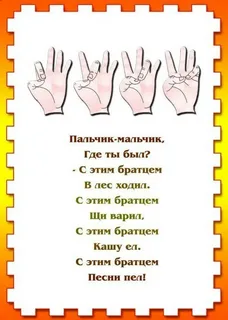 Пальчик-мальчик,
Где ты был?
- С этим братцем
В лес ходил.
С этим братцем
Щи варил,
С этим братцем
Кашу ел.
С этим братцем
Песни пел!